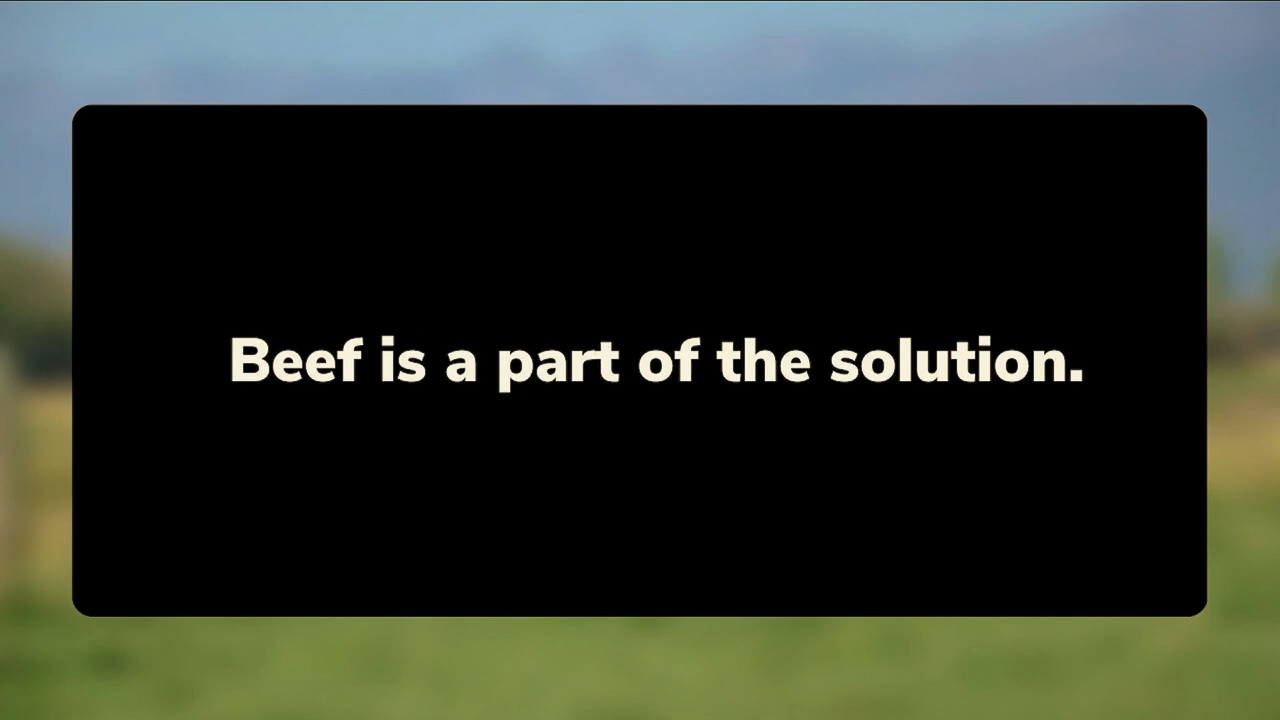 Beef is a part of the solution.